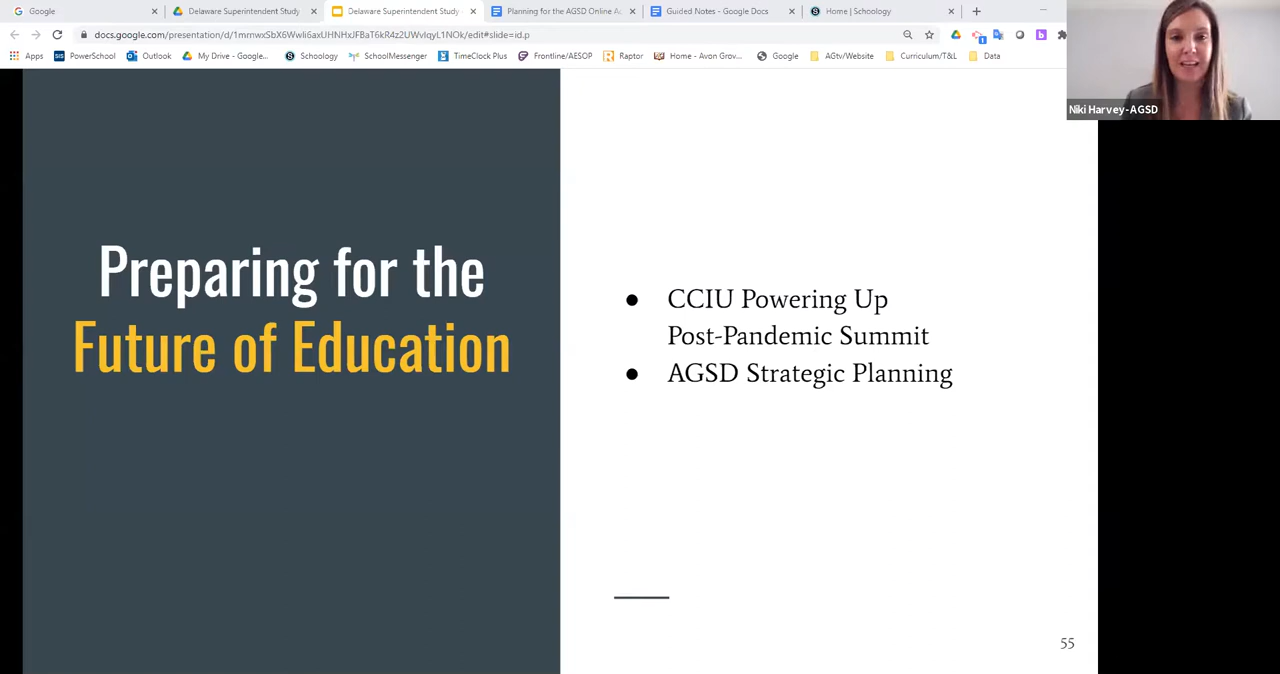 Google
Delaware Superintendent Study
Delaware Superintendent Study
Planning for the AGSD Online Ac
Guided Notes - Google Docs
Home | Schoology
Apps
PowerSchool
Outlook
My Drive - Google...
Schoology
SchoolMessenger
TimeClock Plus
Frontline/AESOP
Raptor
Home - Avon Grov...
Google
AGtv/Website
Curriculum/T&L
Data
Niki Harvey-AGSD
Preparing for the
Future of Education
● CCIU Powering Up
Post-Pandemic Summit
● AGSD Strategic Planning
55